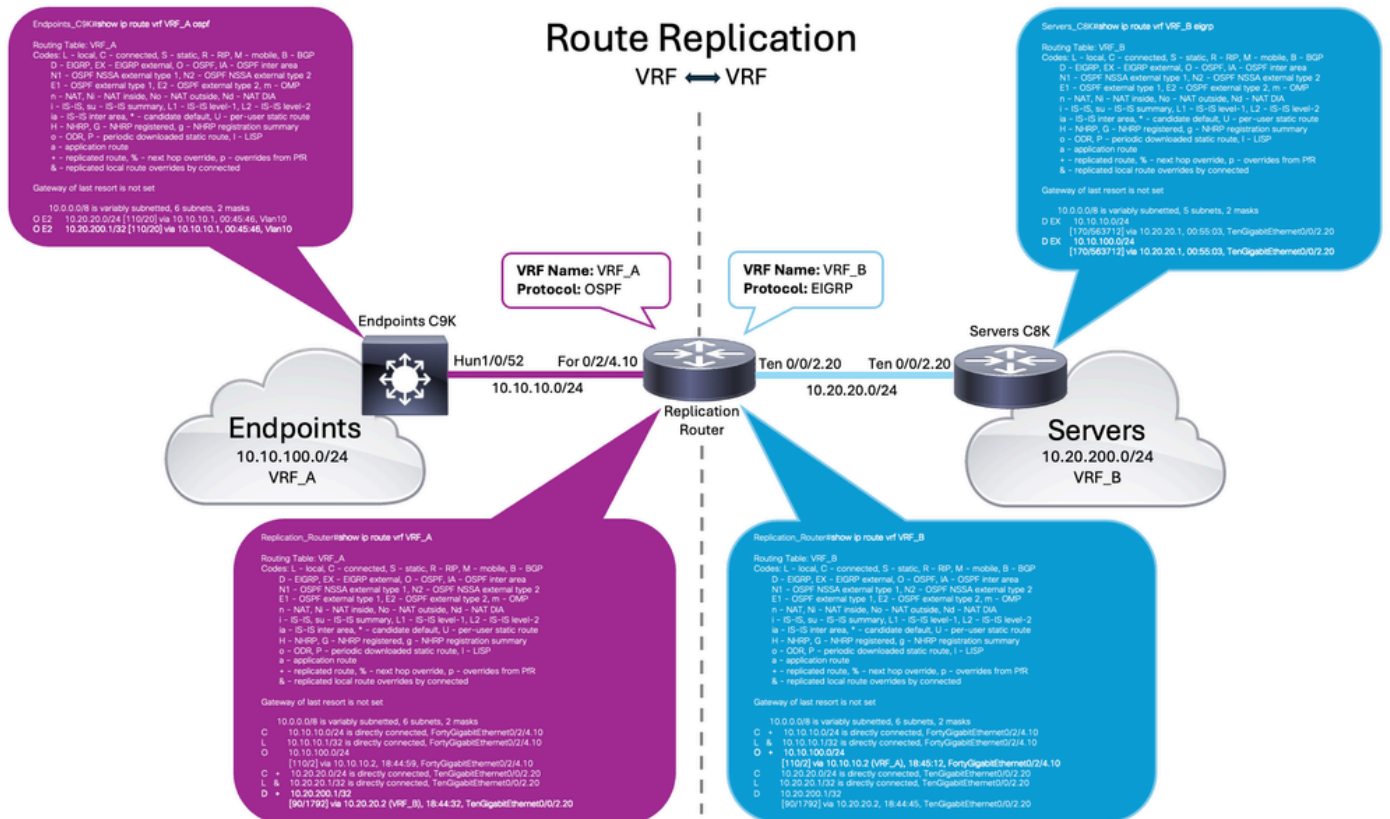 Route Replication
VRF ⟷ VRF
Endpoints_C9K#show ip route vrf VRF_A ospf
Routing Table: VRF_A
Codes: L - local, C - connected, S - static, R - RIP, M - mobile, B - BGP
D - EIGRP, EX - EIGRP external, O - OSPF, IA - OSPF inter area
N1 - OSPF NSSA external type 1, N2 - OSPF NSSA external type 2
E1 - OSPF external type 1, E2 - OSPF external type 2, m - OMP
n - NAT, Ni - NAT inside, No - NAT outside, Nd - NAT DIA
i - IS-IS, su - IS-IS summary, L1 - IS-IS level-1, L2 - IS-IS level-2
ia - IS-IS inter area, * - candidate default, U - per-user static route
H - NHRP, G - NHRP registered, g - NHRP registration summary
o - ODR, P - periodic downloaded static route, l - LISP
a - application route
+ - replicated route, % - next hop override, p - overrides from PfR
& - replicated local route overrides by connected
Gateway of last resort is not set
10.0.0.0/8 is variably subnetted, 6 subnets, 2 masks
O E2 10.20.20.0/24 [110/20] via 10.10.10.1, 00:45:46, Vlan10
O E2 10.20.200.1/32 [110/20] via 10.10.10.1, 00:45:46, Vlan10
Servers_C8K#show ip route vrf VRF_B eigrp
Routing Table: VRF_B
Codes: L - local, C - connected, S - static, R - RIP, M - mobile, B - BGP
D - EIGRP, EX - EIGRP external, O - OSPF, IA - OSPF inter area
N1 - OSPF NSSA external type 1, N2 - OSPF NSSA external type 2
E1 - OSPF external type 1, E2 - OSPF external type 2, m - OMP
n - NAT, Ni - NAT inside, No - NAT outside, Nd - NAT DIA
i - IS-IS, su - IS-IS summary, L1 - IS-IS level-1, L2 - IS-IS level-2
ia - IS-IS inter area, * - candidate default, U - per-user static route
H - NHRP, G - NHRP registered, g - NHRP registration summary
o - ODR, P - periodic downloaded static route, l - LISP
a - application route
+ - replicated route, % - next hop override, p - overrides from PfR
& - replicated local route overrides by connected
Gateway of last resort is not set
10.0.0.0/8 is variably subnetted, 5 subnets, 2 masks
D EX 10.10.10.0/24
[170/563712] via 10.20.20.1, 00:55:03, TenGigabitEthernet0/0/2.20
D EX 10.10.100.0/24
[170/563712] via 10.20.20.1, 00:55:03, TenGigabitEthernet0/0/2.20
VRF Name: VRF_A
Protocol: OSPF
VRF Name: VRF_B
Protocol: EIGRP
Endpoints C9K
Hun1/0/52
For 0/2/4.10
10.10.10.0/24
Replication
Router
Ten 0/0/2.20
Ten 0/0/2.20
10.20.20.0/24
Servers C8K
Endpoints
10.10.100.0/24
VRF_A
Servers
10.20.200.0/24
VRF_B
Replication_Router#show ip route vrf VRF_A
Routing Table: VRF_A
Codes: L - local, C - connected, S - static, R - RIP, M - mobile, B - BGP
D - EIGRP, EX - EIGRP external, O - OSPF, IA - OSPF inter area
N1 - OSPF NSSA external type 1, N2 - OSPF NSSA external type 2
E1 - OSPF external type 1, E2 - OSPF external type 2, m - OMP
n - NAT, Ni - NAT inside, No - NAT outside, Nd - NAT DIA
i - IS-IS, su - IS-IS summary, L1 - IS-IS level-1, L2 - IS-IS level-2
ia - IS-IS inter area, * - candidate default, U - per-user static route
H - NHRP, G - NHRP registered, g - NHRP registration summary
o - ODR, P - periodic downloaded static route, l - LISP
a - application route
+ - replicated route, % - next hop override, p - overrides from PfR
& - replicated local route overrides by connected
Gateway of last resort is not set
10.0.0.0/8 is variably subnetted, 6 subnets, 2 masks
C 10.10.10.0/24 is directly connected, FortyGigabitEthernet0/2/4.10
L 10.10.10.1/32 is directly connected, FortyGigabitEthernet0/2/4.10
O 10.10.100.0/24
[110/2] via 10.10.10.2, 18:44:59, FortyGigabitEthernet0/2/4.10
C + 10.20.20.0/24 is directly connected, TenGigabitEthernet0/0/2.20
L & 10.20.20.1/32 is directly connected, TenGigabitEthernet0/0/2.20
D + 10.20.200.1/32
[90/1792] via 10.20.20.2 (VRF_B), 18:44:32, TenGigabitEthernet0/0/2.20
Replication_Router#show ip route vrf VRF_B
Routing Table: VRF_B
Codes: L - local, C - connected, S - static, R - RIP, M - mobile, B - BGP
D - EIGRP, EX - EIGRP external, O - OSPF, IA - OSPF inter area
N1 - OSPF NSSA external type 1, N2 - OSPF NSSA external type 2
E1 - OSPF external type 1, E2 - OSPF external type 2, m - OMP
n - NAT, Ni - NAT inside, No - NAT outside, Nd - NAT DIA
i - IS-IS, su - IS-IS summary, L1 - IS-IS level-1, L2 - IS-IS level-2
ia - IS-IS inter area, * - candidate default, U - per-user static route
H - NHRP, G - NHRP registered, g - NHRP registration summary
o - ODR, P - periodic downloaded static route, l - LISP
a - application route
+ - replicated route, % - next hop override, p - overrides from PfR
& - replicated local route overrides by connected
Gateway of last resort is not set
10.0.0.0/8 is variably subnetted, 6 subnets, 2 masks
C + 10.10.10.0/24 is directly connected, FortyGigabitEthernet0/2/4.10
L & 10.10.10.1/32 is directly connected, FortyGigabitEthernet0/2/4.10
O + 10.10.100.0/24
[110/2] via 10.10.10.2 (VRF_A), 18:45:12, FortyGigabitEthernet0/2/4.10
C 10.20.20.0/24 is directly connected, TenGigabitEthernet0/0/2.20
L 10.20.20.1/32 is directly connected, TenGigabitEthernet0/0/2.20
D 10.20.200.1/32
[90/1792] via 10.20.20.2, 18:44:45, TenGigabitEthernet0/0/2.20